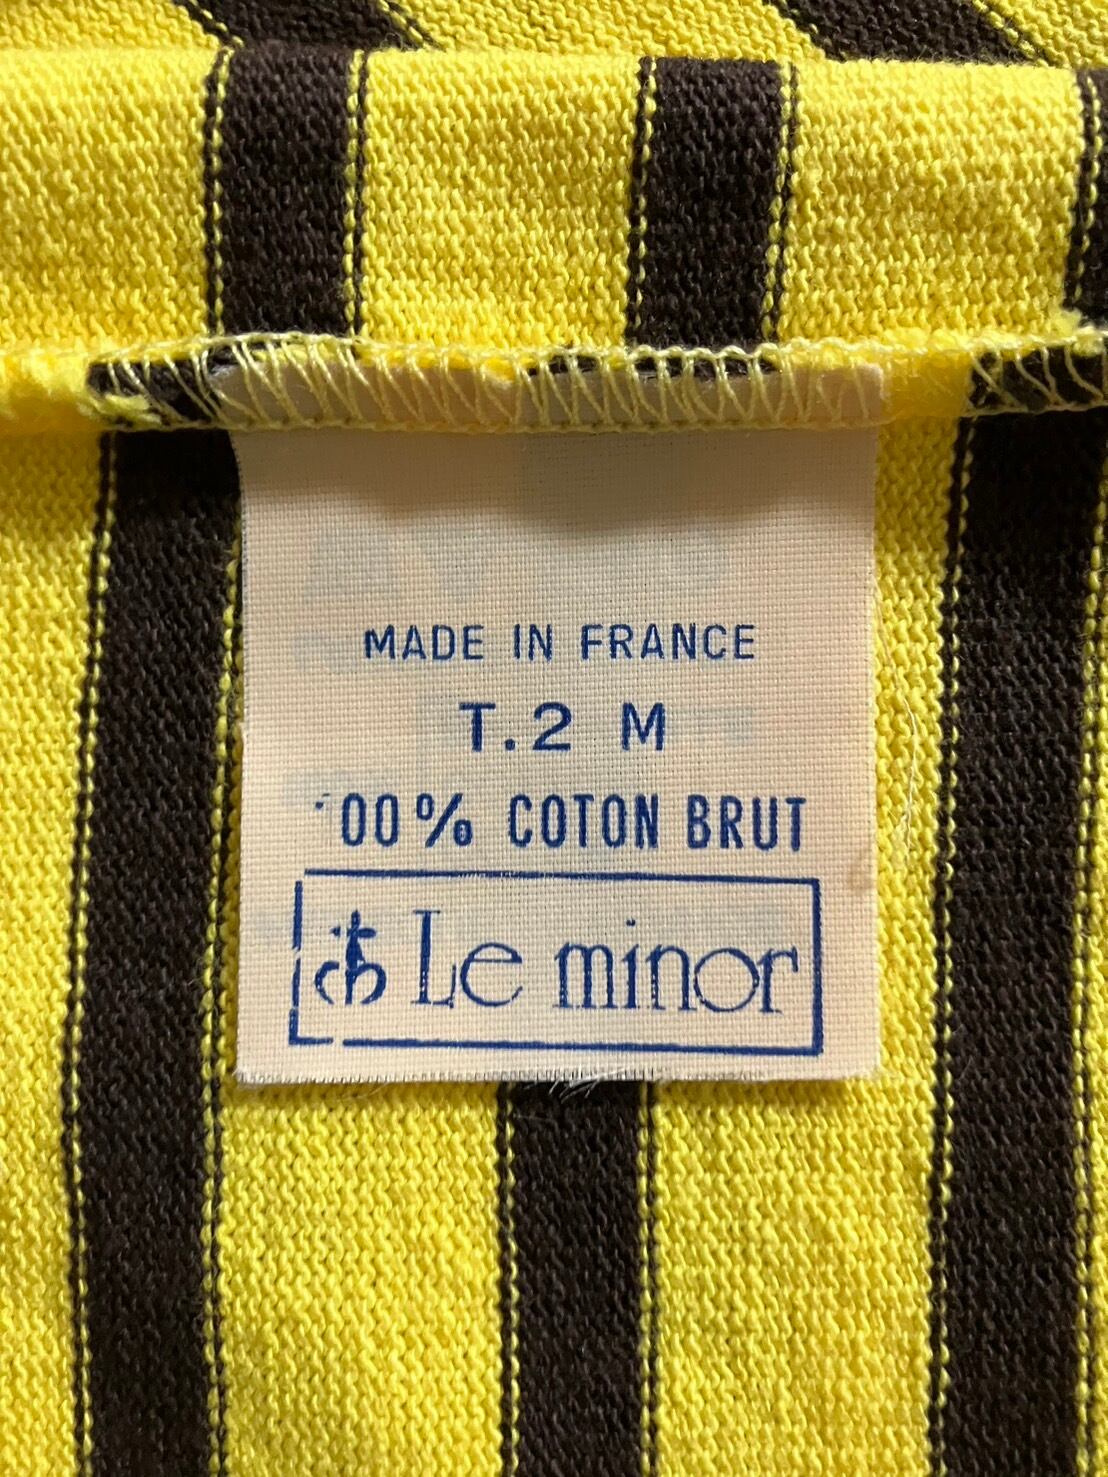 MADE IN FRANCE
T.2 M
100% COTON BRUT
Le minor